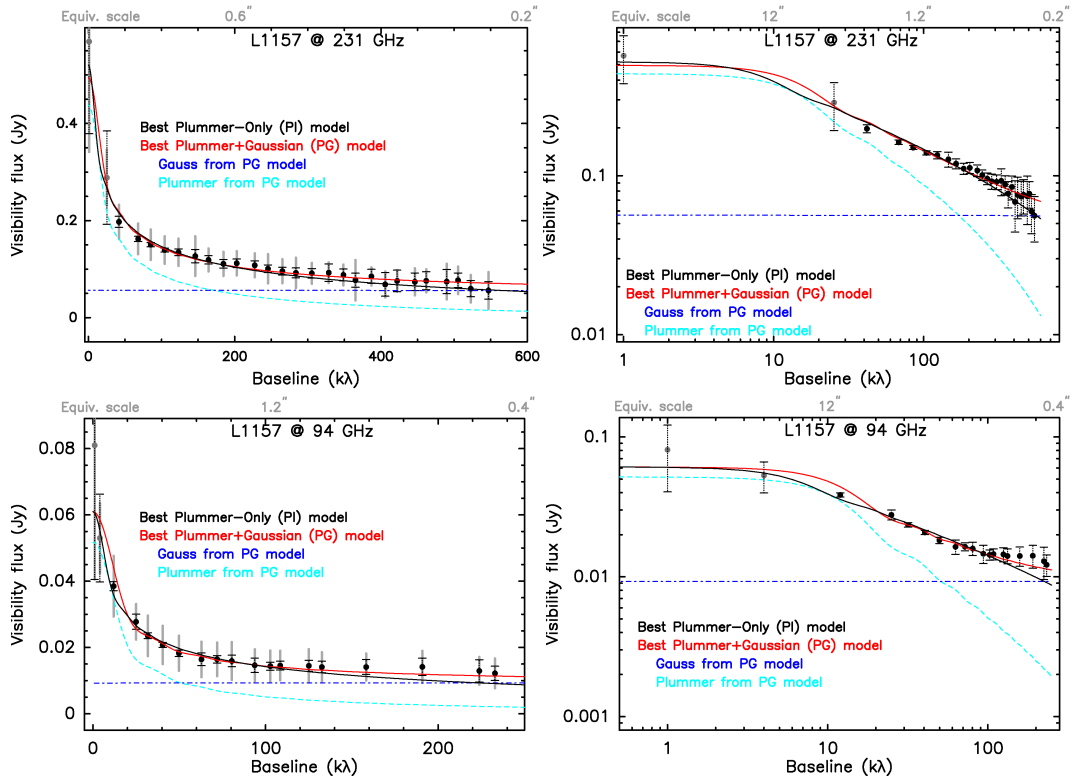 Equiv. scale 0.6" 0.2"
L1157 @ 231 GHz
Visibility flux (Jy)
0.4
0.2
0
Best Plummer-Only (Pl) model
Best Plummer+Gaussian (PG) model
Gauss from PG model
Plummer from PG model
0 200 400 600
Baseline (kλ)
Equiv. scale 12" 1.2" 0.2"
L1157 @ 231 GHz
Visibility flux (Jy)
0.1
0.01
Best Plummer-Only (Pl) model
Best Plummer+Gaussian (PG) model
Gauss from PG model
Plummer from PG model
1 10 100
Baseline (kλ)
Equiv. scale 1.2" 0.4"
L1157 @ 94 GHz
Visibility flux (Jy)
0.08
0.06
0.04
0.02
0
Best Plummer-Only (Pl) model
Best Plummer+Gaussian (PG) model
Gauss from PG model
Plummer from PG model
0 100 200
Baseline (kλ)
Equiv. scale 12" 0.4"
L1157 @ 94 GHz
Visibility flux (Jy)
0.1
0.01
0.001
Best Plummer-Only (Pl) model
Best Plummer+Gaussian (PG) model
Gauss from PG model
Plummer from PG model
1 10 100
Baseline (kλ)